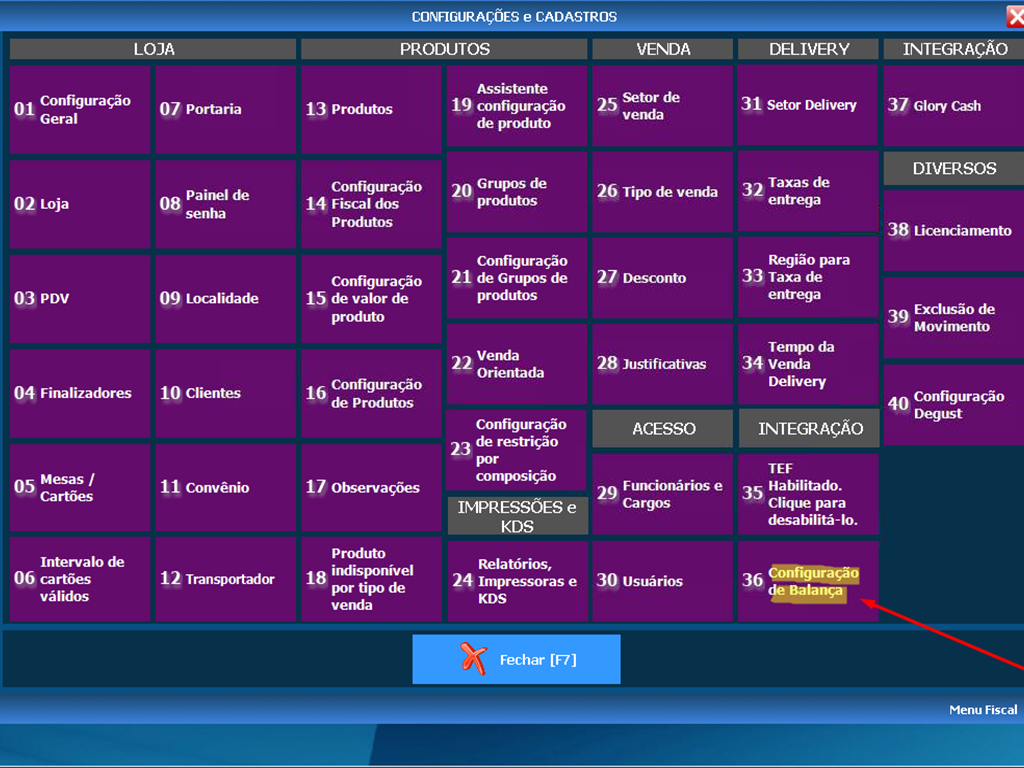 CONFIGURAÇÕES e CADASTROS
LOJA
01 Configuração
Geral
02 Loja
03 PDV
04 Finalizadores
05 Mesas /
Cartões
06 Intervalo de
cartões
válidos
07 Portaria
08 Painel de
senha
09 Localidade
10 Clientes
11 Convênio
12 Transportador
PRODUTOS
13 Produtos
14 Configuração
Fiscal dos
Produtos
15 Configuração
de valor de
produto
16 Configuração
de Produtos
17 Observações
18 Produto
indisponível
por tipo de
venda
19 Assistente
configuração
de produto
20 Grupos de
produtos
21 Configuração
de Grupos de
produtos
22 Venda
Orientada
23 Configuração
de restrição
por
composição
IMPRESSÕES e
KDS
24 Relatórios,
Impressoras e
KDS
VENDA
25 Setor de
venda
26 Tipo de venda
27 Desconto
28 Justificativas
ACESSO
29 Funcionários e
Cargos
30 Usuários
DELIVERY
31 Setor Delivery
32 Taxas de
entrega
33 Região para
Taxa de
entrega
34 Tempo da
Venda
Delivery
INTEGRAÇÃO
35 TEF
Habilitado.
Clique para
desabilitá-lo.
36 Configuração
de Balança
INTEGRAÇÃO
37 Glory Cash
DIVERSOS
38 Licenciamento
39 Exclusão de
Movimento
40 Configuração
Degust
Fechar [F7]
Menu Fiscal